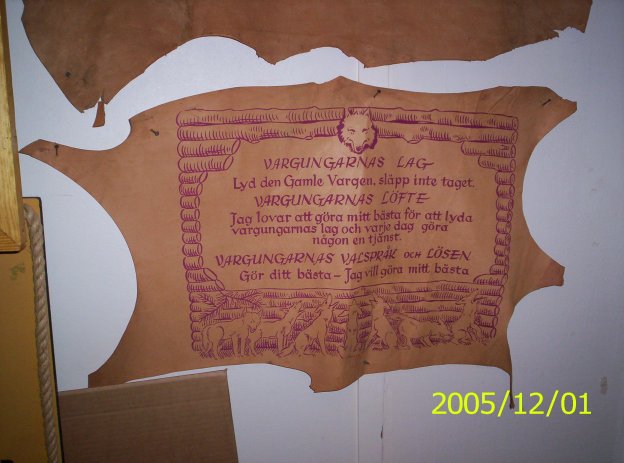 VARGUNGARNAS LAG
Lyd den Gamle Vargen, släpp inte taget.
VARGUNGARNAS LÖFTE
Jag lovar att göra mitt bästa för att lyda
vargungarnas lag och varje dag göra
någon en tjänst.
VARGUNGARNAS VALSPRÅK OCH LÖSEN
Gör ditt bästa – Jag vill göra mitt bästa
2005/12/01